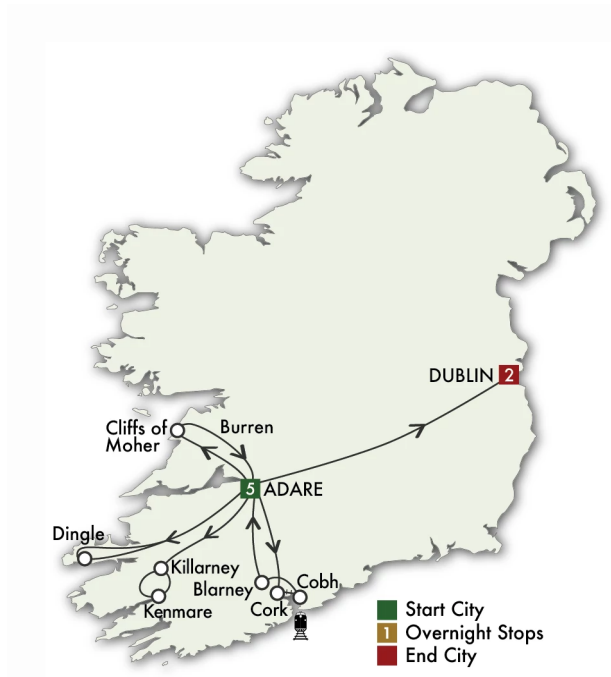 DUBLIN 2
Cliffs of
Moher
Burren
5 ADARE
Dingle
Killarney
Kenmare
Blarney
Cork
Cobh
Start City
1 Overnight Stops
End City